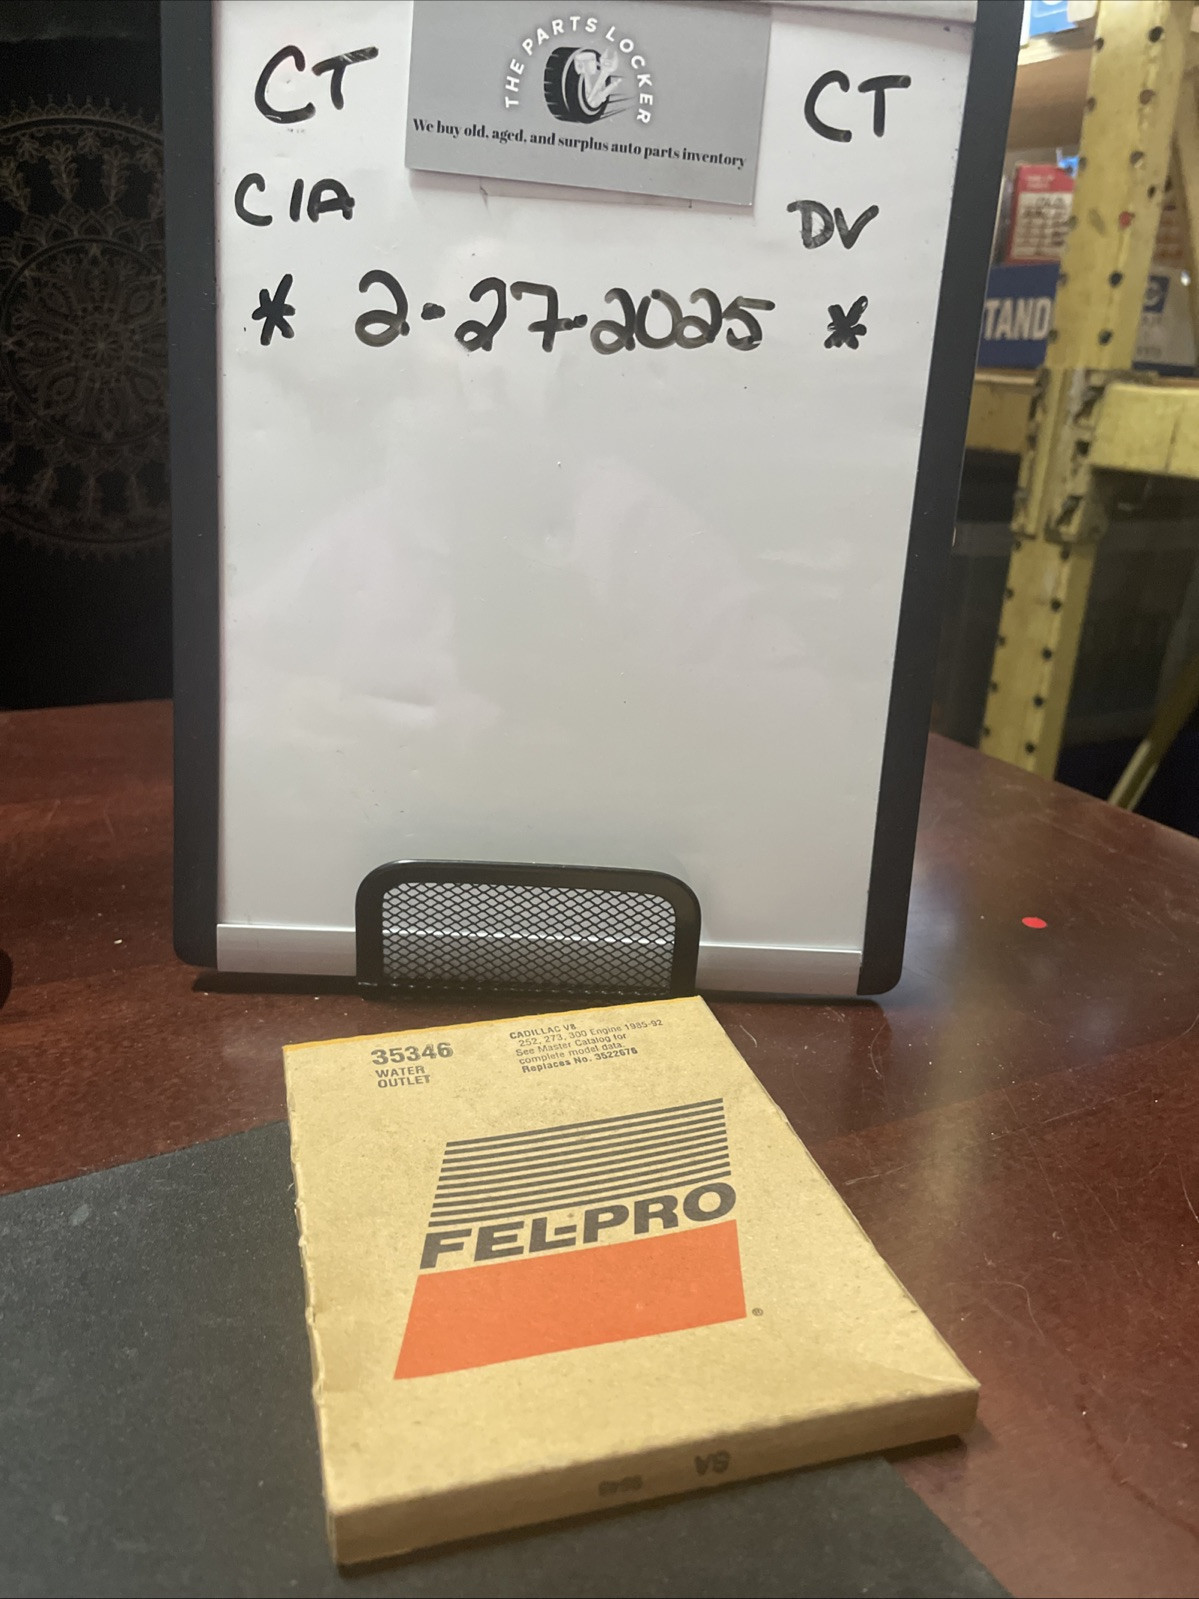 THE PARTS LOCKER
We buy old, aged, and surplus auto parts inventory
CT
CT
CIA
DV
* 2-27-2025 *
TAND
35346
WATER
OUTLET
CADILLAC V8
252, 273, 300 Engine 1985-92
See Master Catalog for
complete model data.
Replaces No. 3522676
FEL-PRO
®